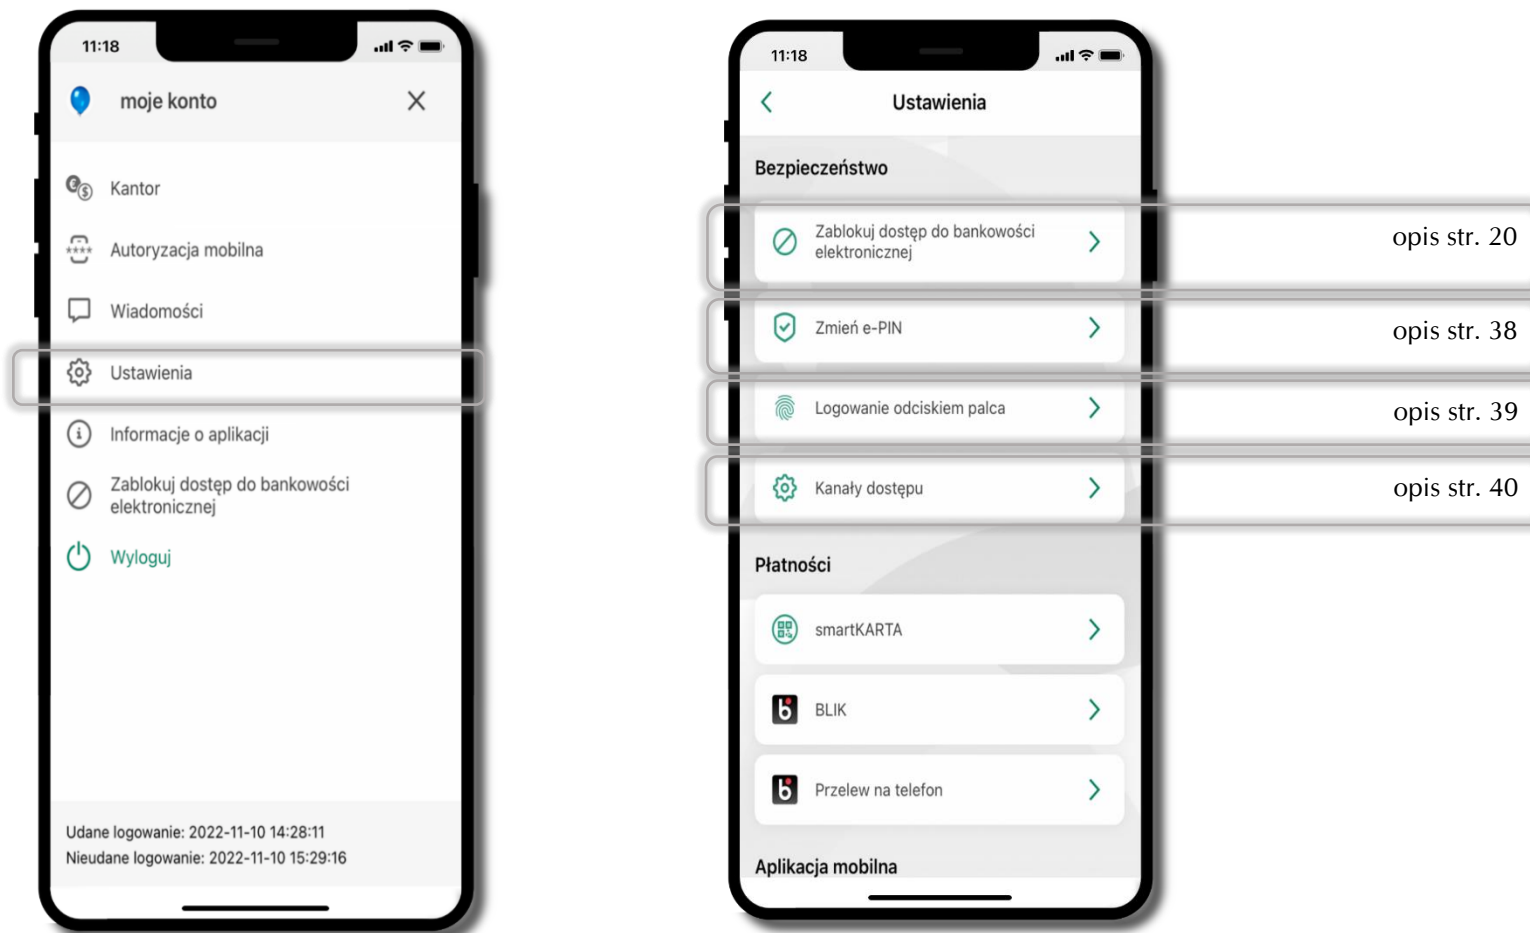 11:18
moje konto
Kantor
Autoryzacja mobilna
Wiadomości
Ustawienia
Informacje o aplikacji
Zablokuj dostęp do bankowości
elektronicznej
Wyloguj
Udane logowanie: 2022-11-10 14:28:11
Nieudane logowanie: 2022-11-10 15:29:16
11:18
Ustawienia
Bezpieczeństwo
Zablokuj dostęp do bankowości
elektronicznej
opis str. 20
Zmień e-PIN
opis str. 38
Logowanie odciskiem palca
opis str. 39
Kanały dostępu
opis str. 40
Płatności
smartKARTA
BLIK
Przelew na telefon
Aplikacja mobilna